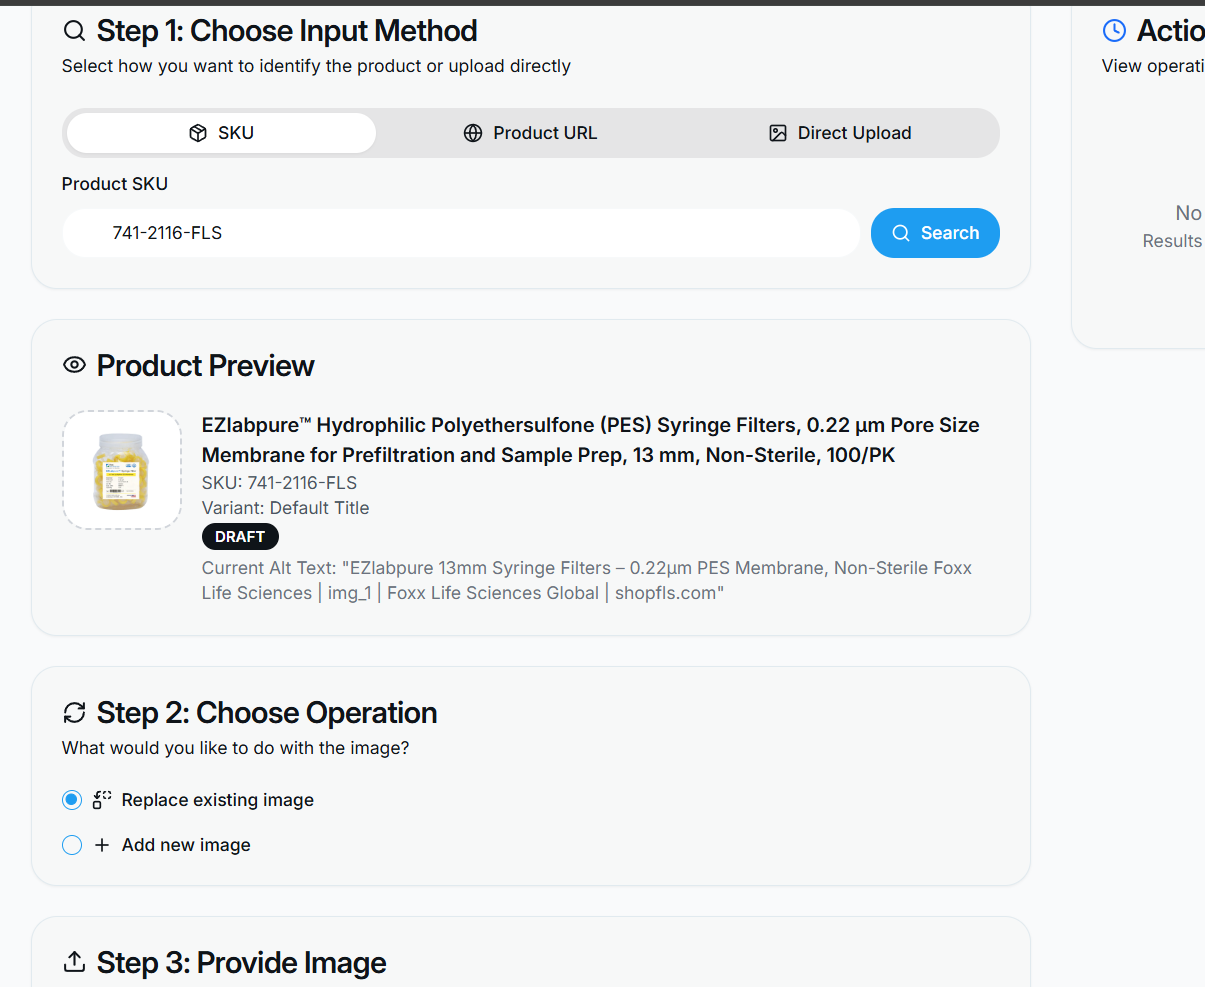 Step 1: Choose Input Method
Select how you want to identify the product or upload directly
SKU
Product URL
Direct Upload
Product SKU
741-2116-FLS
Search
Product Preview
EZlabpure™ Hydrophilic Polyethersulfone (PES) Syringe Filters, 0.22 µm Pore Size
Membrane for Prefiltration and Sample Prep, 13 mm, Non-Sterile, 100/PK
SKU: 741-2116-FLS
Variant: Default Title
DRAFT
Current Alt Text: "EZlabpure 13mm Syringe Filters – 0.22µm PES Membrane, Non-Sterile Foxx
Life Sciences | img_1 | Foxx Life Sciences Global | shopfls.com"
Step 2: Choose Operation
What would you like to do with the image?
Replace existing image
Add new image
Step 3: Provide Image
Actio
View operati
No
Results